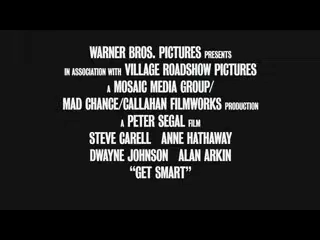 WARNER BROS. PICTURES PRESENTS
IN ASSOCIATION WITH VILLAGE ROADSHOW PICTURES
A MOSAIC MEDIA GROUP/
MAD CHANCE/CALLAHAN FILMWORKS PRODUCTION
A PETER SEGAL FILM
STEVE CARELL ANNE HATHAWAY
DWAYNE JOHNSON ALAN ARKIN
“GET SMART”